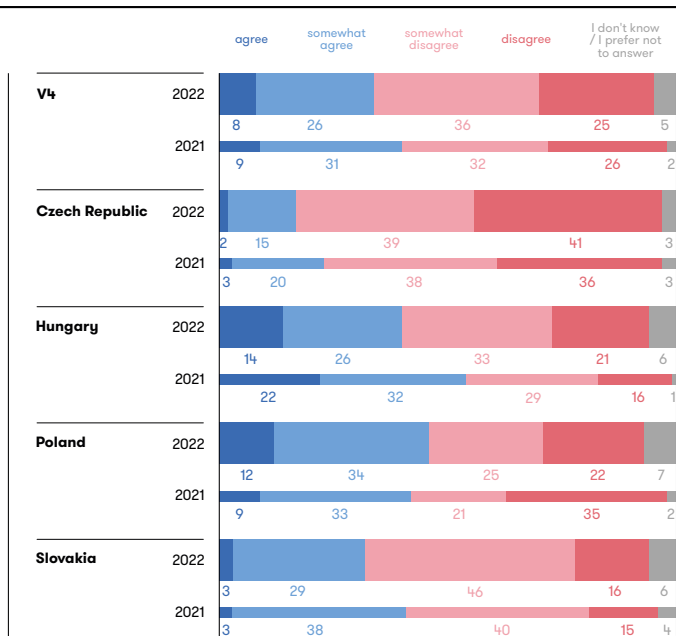 agree somewhat agree somewhat disagree disagree I don't know / I prefer not to answer
V4 2022
8 26 36 25 5
2021
9 31 32 26 2
Czech Republic 2022
2 15 39 41 3
2021
3 20 38 36 3
Hungary 2022
14 26 33 21 6
2021
22 32 29 16 1
Poland 2022
12 34 25 22 7
2021
9 33 21 35 2
Slovakia 2022
3 29 46 16 6
2021
3 38 40 15 4